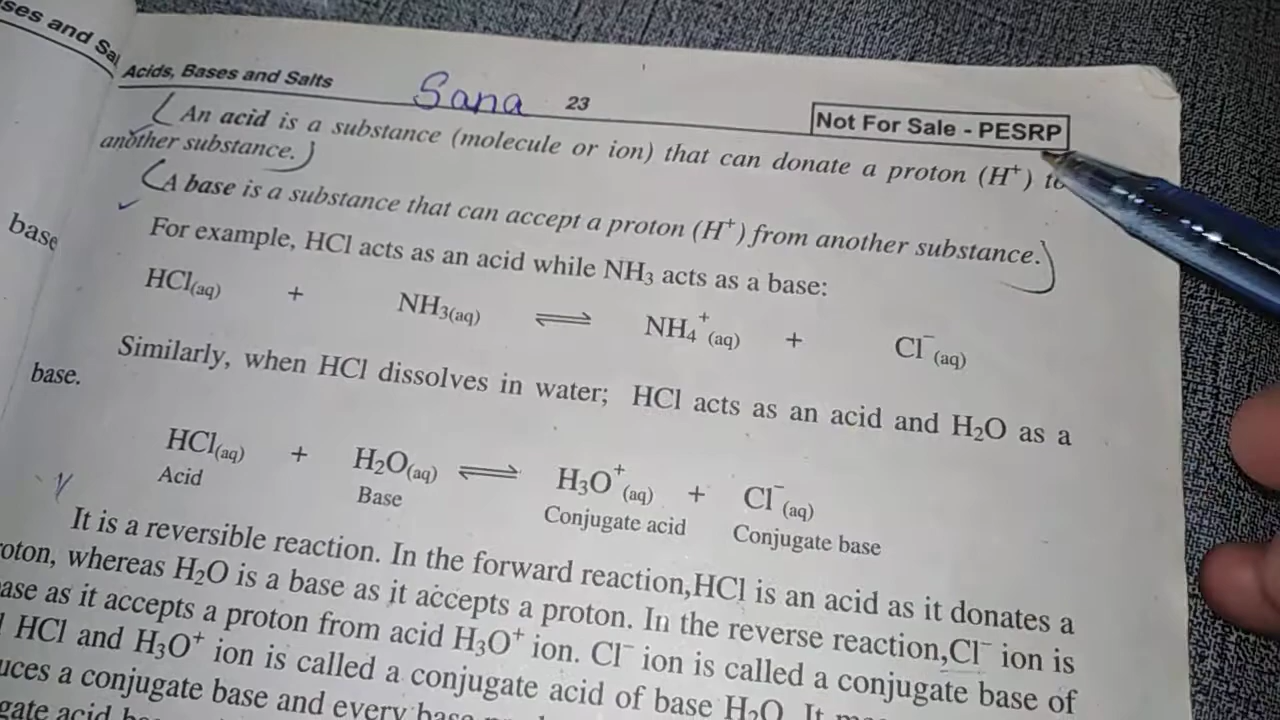 ses and Sal
base
base.
Acids, Bases and Salts Sana 23 Not For Sale - PESRP
An acid is a substance (molecule or ion) that can donate a proton (H⁺) to
another substance.
A base is a substance that can accept a proton (H⁺) from another substance.
For example, HCl acts as an acid while NH₃ acts as a base:
HCl(aq) + NH₃(aq) ⇌ NH₄⁺(aq) + Cl⁻(aq)
Similarly, when HCl dissolves in water; HCl acts as an acid and H₂O as a
HCl(aq) + H₂O(aq) ⇌ H₃O⁺(aq) + Cl⁻(aq)
Acid Base Conjugate acid Conjugate base
It is a reversible reaction. In the forward reaction,HCl is an acid as it donates a
roton, whereas H₂O is a base as it accepts a proton. In the reverse reaction,Cl⁻ ion is
ase as it accepts a proton from acid H₃O⁺ ion. Cl⁻ ion is called a conjugate base of
HCl and H₃O⁺ ion is called a conjugate acid of base H₂O. It
uces a conjugate base and every base
gate acid